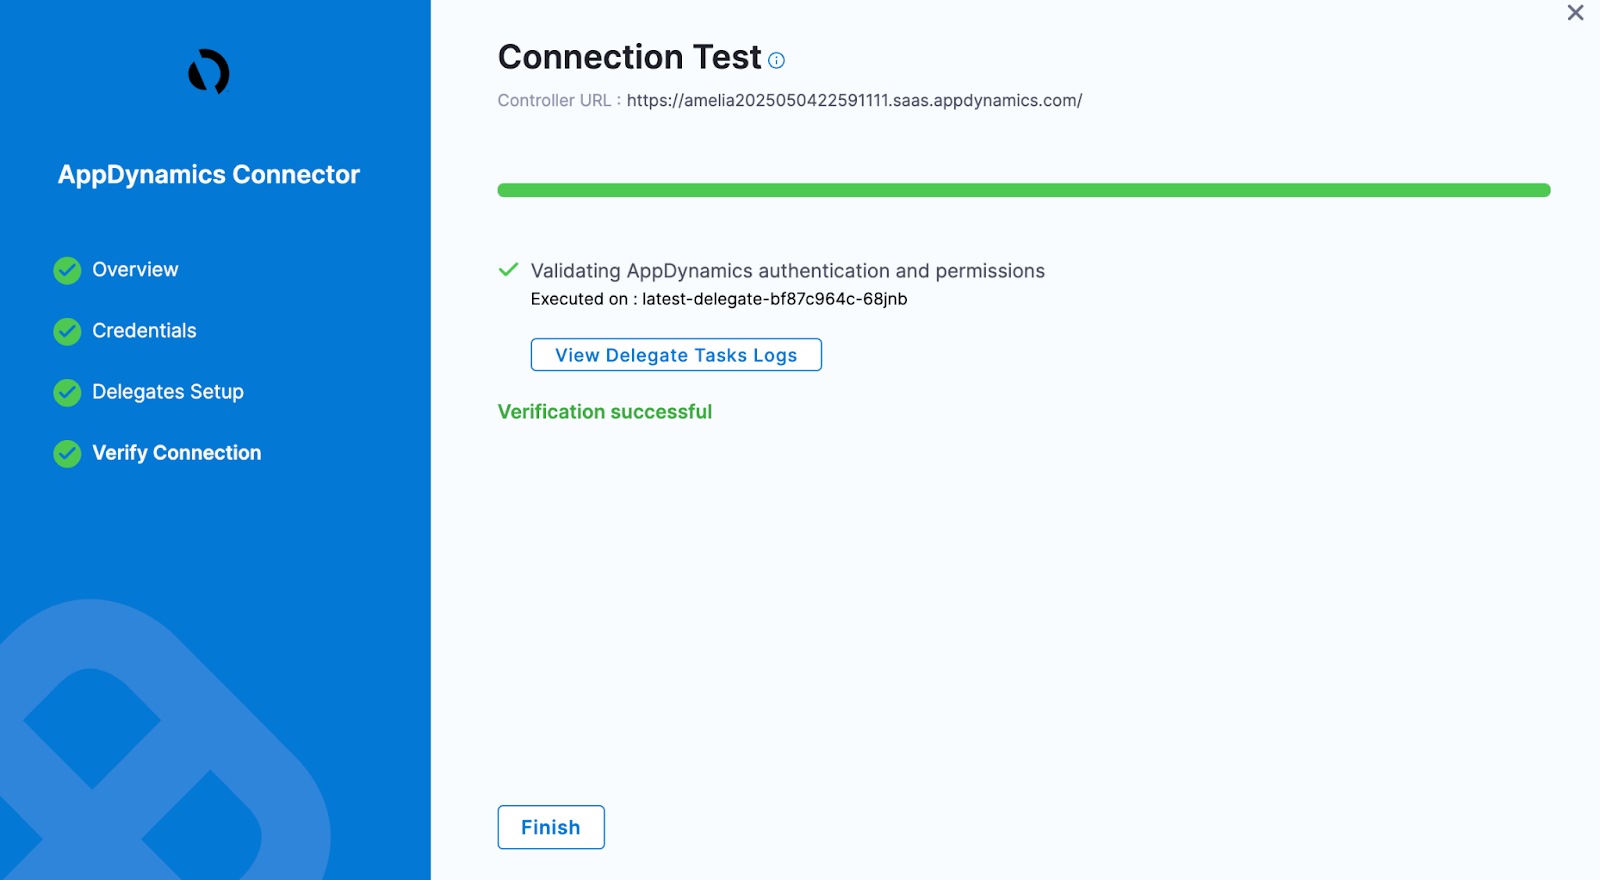 AppDynamics Connector
Overview
Credentials
Delegates Setup
Verify Connection
Connection Test
Controller URL : https://amelia2025050422591111.saas.appdynamics.com/
Validating AppDynamics authentication and permissions
Executed on : latest-delegate-bf87c964c-68jnb
View Delegate Tasks Logs
Verification successful
Finish